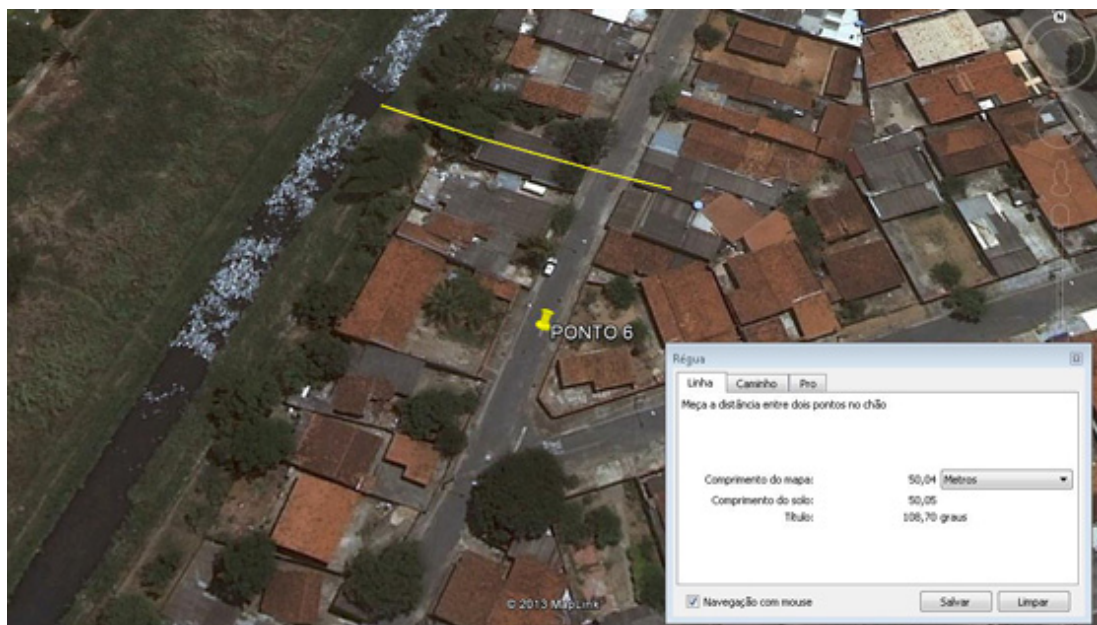 N
PONTO 6
Régua
Linha Caminho Pro
Meça a distância entre dois pontos no chão
Comprimento do mapa: 50,04 Metros
Comprimento do solo: 50,05
Título: 108,70 graus
Navegação com mouse Salvar Limpar
© 2013 MapLink